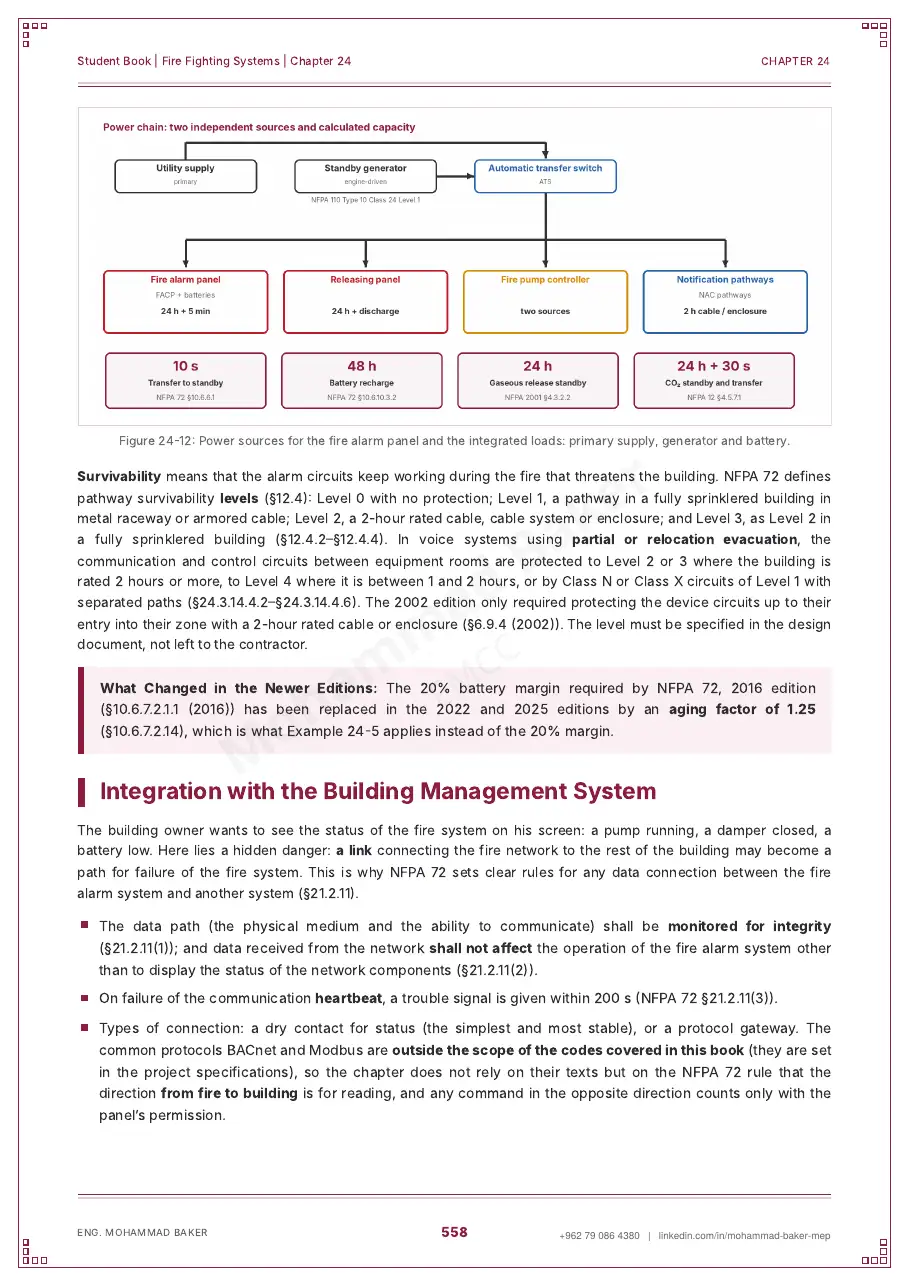 Student Book | Fire Fighting Systems | Chapter 24
CHAPTER 24
Power chain: two independent sources and calculated capacity
Utility supply
primary
Standby generator
engine-driven
NFPA 110 Type 10 Class 24 Level 1
Automatic transfer switch
ATS
Fire alarm panel
FACP + batteries
24 h + 5 min
Releasing panel
24 h + discharge
Fire pump controller
two sources
Notification pathways
NAC pathways
2 h cable / enclosure
10 s
Transfer to standby
NFPA 72 §10.6.6.1
48 h
Battery recharge
NFPA 72 §10.6.10.3.2
24 h
Gaseous release standby
NFPA 2001 §4.3.2.2
24 h + 30 s
CO₂ standby and transfer
NFPA 12 §4.5.7.1
Figure 24-12: Power sources for the fire alarm panel and the integrated loads: primary supply, generator and battery.
Survivability means that the alarm circuits keep working during the fire that threatens the building. NFPA 72 defines
pathway survivability levels (§12.4): Level 0 with no protection; Level 1, a pathway in a fully sprinklered building in
metal raceway or armored cable; Level 2, a 2-hour rated cable, cable system or enclosure; and Level 3, as Level 2 in
a fully sprinklered building (§12.4.2–§12.4.4). In voice systems using partial or relocation evacuation, the
communication and control circuits between equipment rooms are protected to Level 2 or 3 where the building is
rated 2 hours or more, to Level 4 where it is between 1 and 2 hours, or by Class N or Class X circuits of Level 1 with
separated paths (§24.3.14.4.2–§24.3.14.4.6). The 2002 edition only required protecting the device circuits up to their
entry into their zone with a 2-hour rated cable or enclosure (§6.9.4 (2002)). The level must be specified in the design
document, not left to the contractor.
What Changed in the Newer Editions: The 20% battery margin required by NFPA 72, 2016 edition
(§10.6.7.2.1.1 (2016)) has been replaced in the 2022 and 2025 editions by an aging factor of 1.25
(§10.6.7.2.14), which is what Example 24-5 applies instead of the 20% margin.
Integration with the Building Management System
The building owner wants to see the status of the fire system on his screen: a pump running, a damper closed, a
battery low. Here lies a hidden danger: a link connecting the fire network to the rest of the building may become a
path for failure of the fire system. This is why NFPA 72 sets clear rules for any data connection between the fire
alarm system and another system (§21.2.11).
The data path (the physical medium and the ability to communicate) shall be monitored for integrity
(§21.2.11(1)); and data received from the network shall not affect the operation of the fire alarm system other
than to display the status of the network components (§21.2.11(2)).
On failure of the communication heartbeat, a trouble signal is given within 200 s (NFPA 72 §21.2.11(3)).
Types of connection: a dry contact for status (the simplest and most stable), or a protocol gateway. The
common protocols BACnet and Modbus are outside the scope of the codes covered in this book (they are set
in the project specifications), so the chapter does not rely on their texts but on the NFPA 72 rule that the
direction from fire to building is for reading, and any command in the opposite direction counts only with the
panel's permission.
ENG. MOHAMMAD BAKER
558
+962 79 086 4380 | linkedin.com/in/mohammad-baker-mep